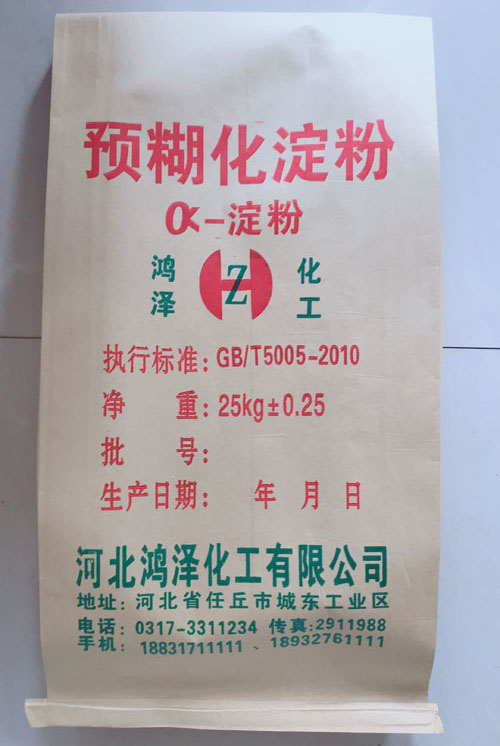 预糊化淀粉
α-淀粉
鸿泽 HZ 化工
执行标准: GB/T5005-2010
净 重: 25kg±0.25
批 号:
生产日期: 年 月 日
河北鸿泽化工有限公司
地址: 河北省任丘市城东工业区
电话: 0317-3311234 传真: 2911988
手机: 18831711111 、18932761111